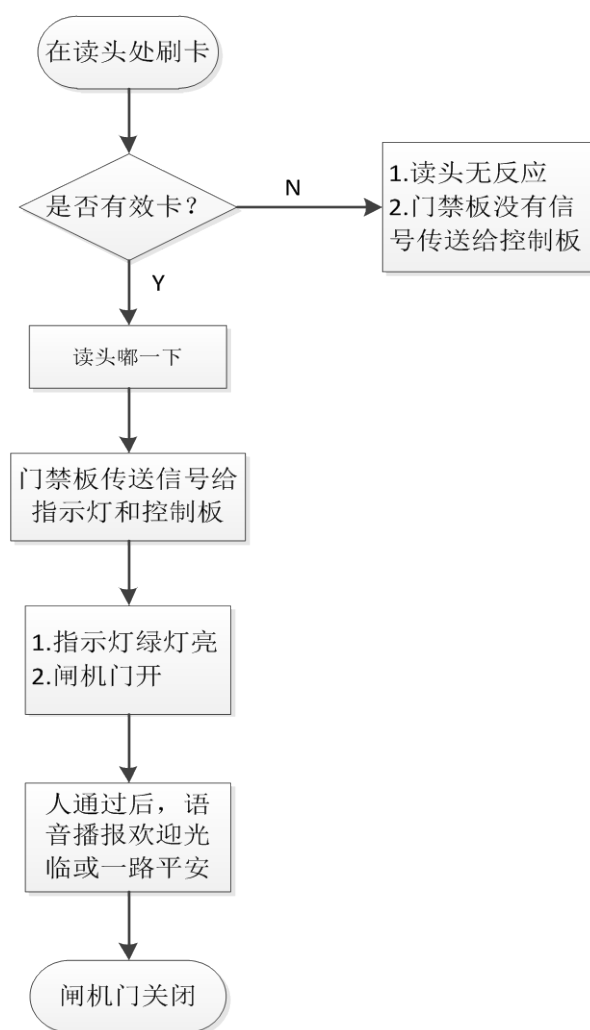 在读头处刷卡
是否有效卡？
N
1.读头无反应
2.门禁板没有信
号传送给控制板
Y
读头嘟一下
门禁板传送信号给
指示灯和控制板
1.指示灯绿灯亮
2.闸机门开
人通过后，语
音播报欢迎光
临或一路平安
闸机门关闭